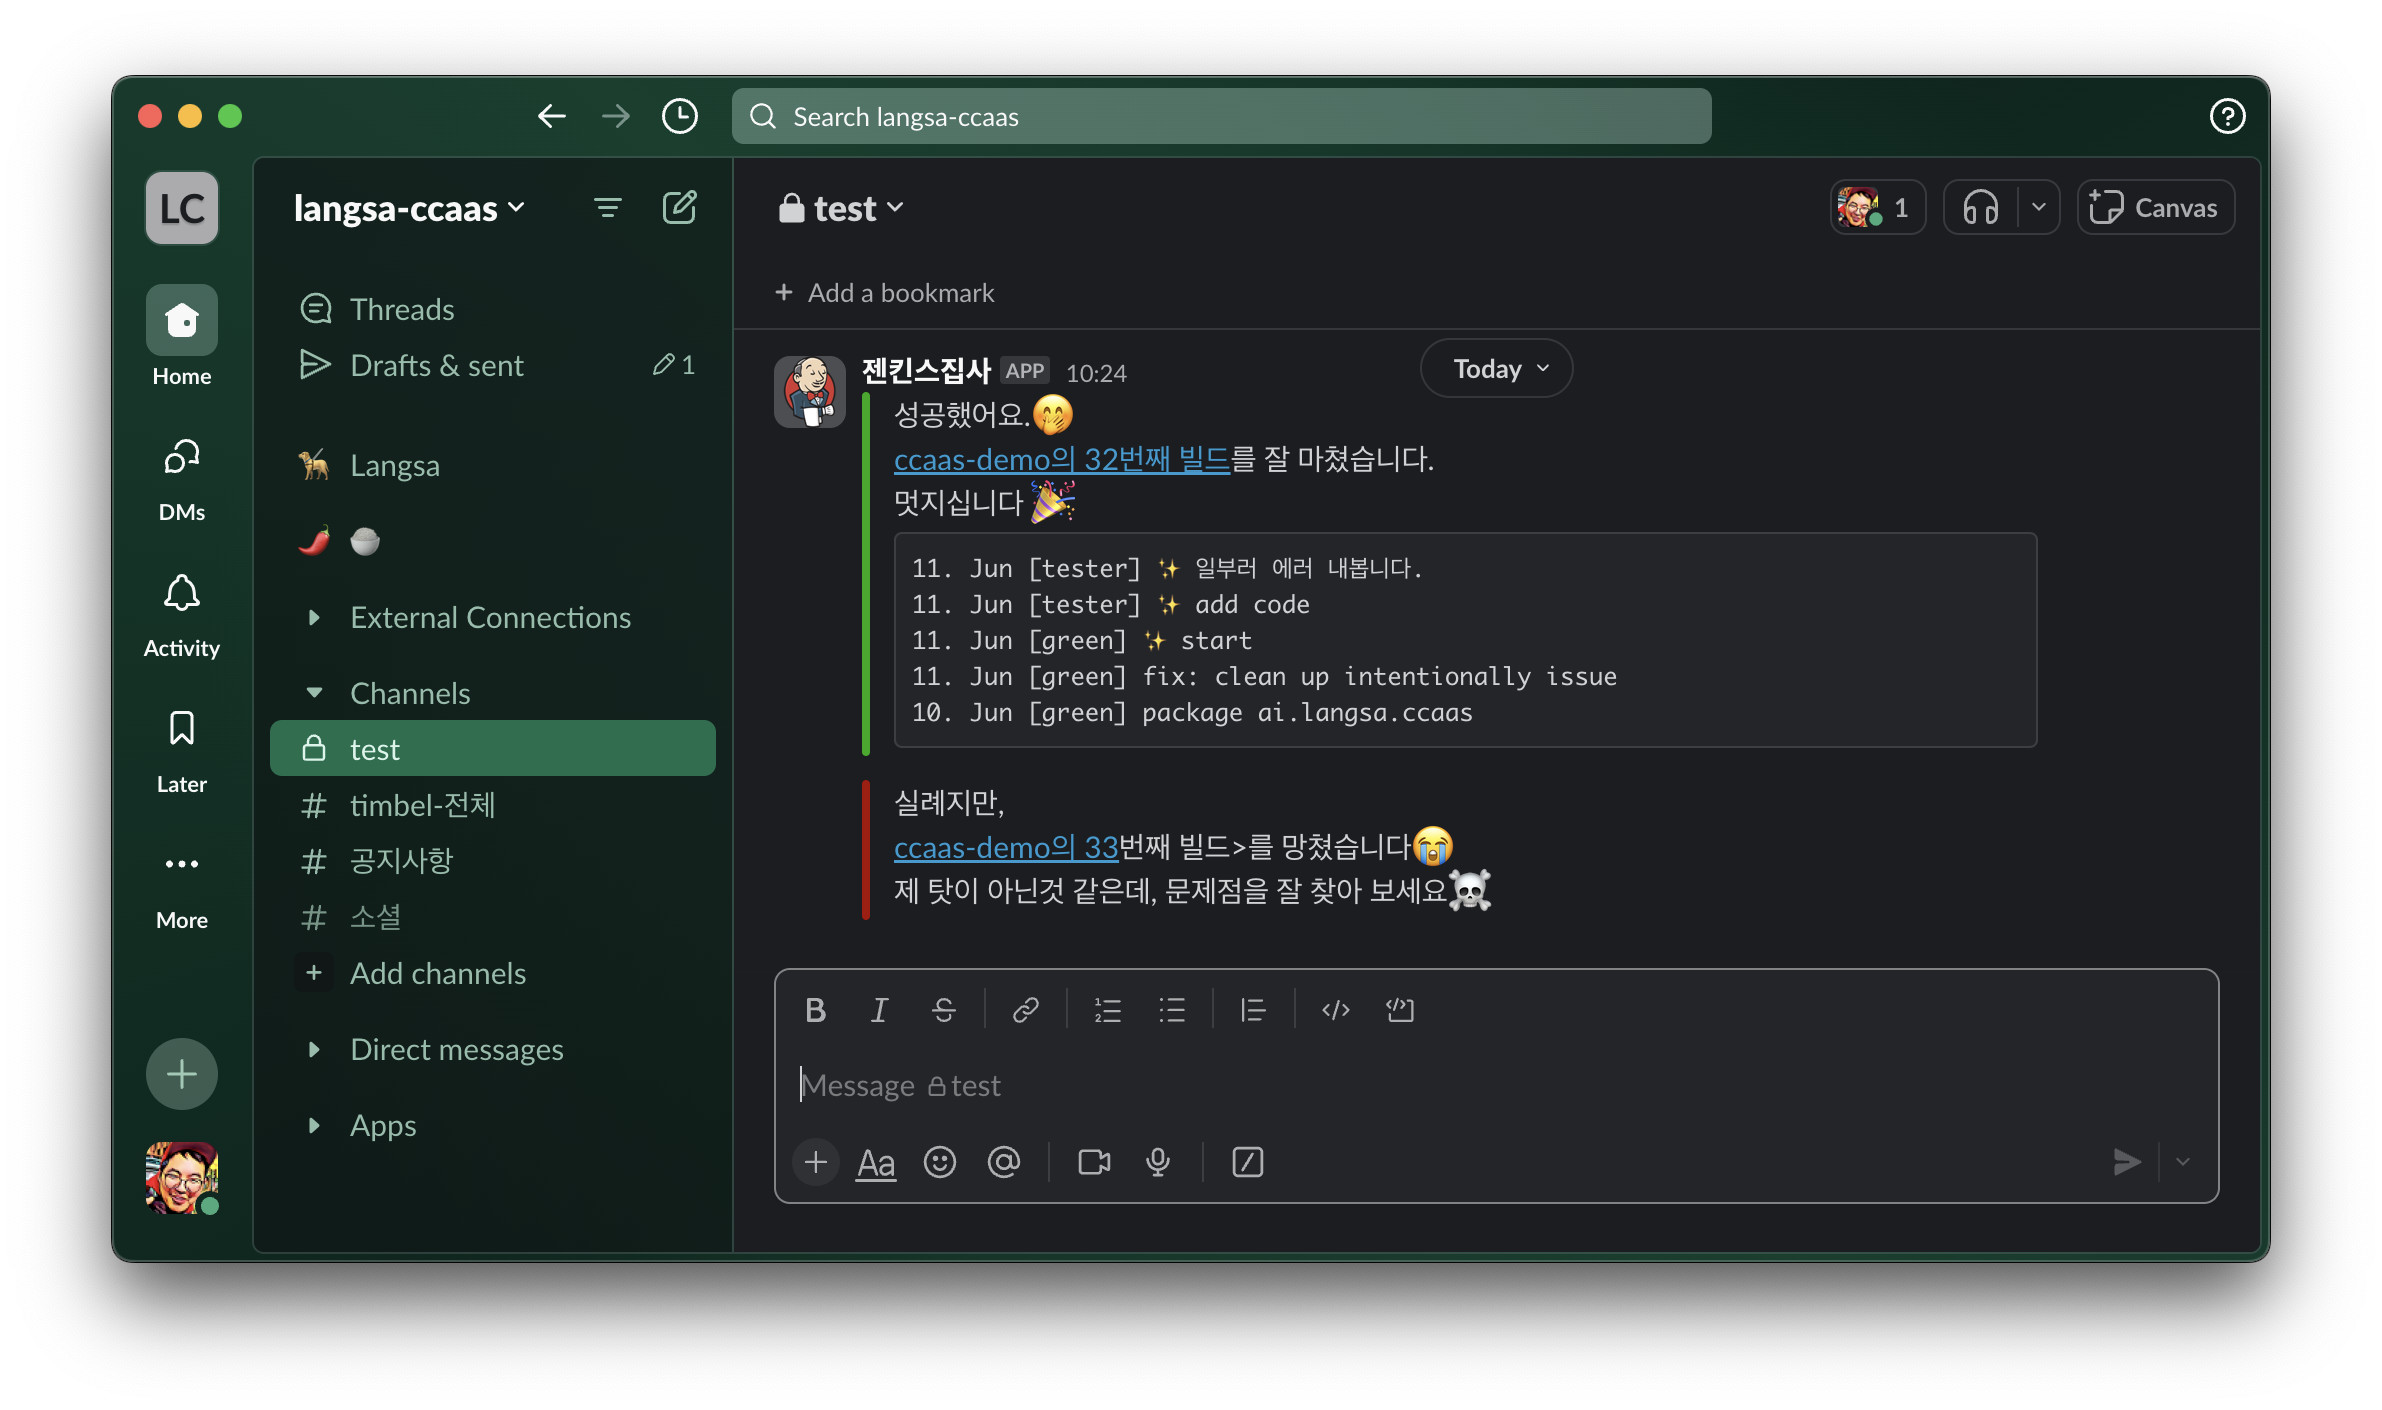 Search langsa-ccaas
LC
langsa-ccaas
test
1
Canvas
Add a bookmark
Home
DMs
Activity
Later
More
Threads
Drafts & sent 1
Langsa
External Connections
Channels
test
timbel-전체
공지사항
소셜
Add channels
Direct messages
Apps
Today
젠킨스집사 APP 10:24
성공했어요.🤭
ccaas-demo의 32번째 빌드를 잘 마쳤습니다.
멋지십니다 🎉
11. Jun [tester] ✨ 일부러 에러 내봅니다.
11. Jun [tester] ✨ add code
11. Jun [green] ✨ start
11. Jun [green] fix: clean up intentionally issue
10. Jun [green] package ai.langsa.ccaas
실례지만,
ccaas-demo의 33번째 빌드>를 망쳤습니다😭
제 탓이 아닌것 같은데, 문제점을 잘 찾아 보세요☠️
Message test
Aa